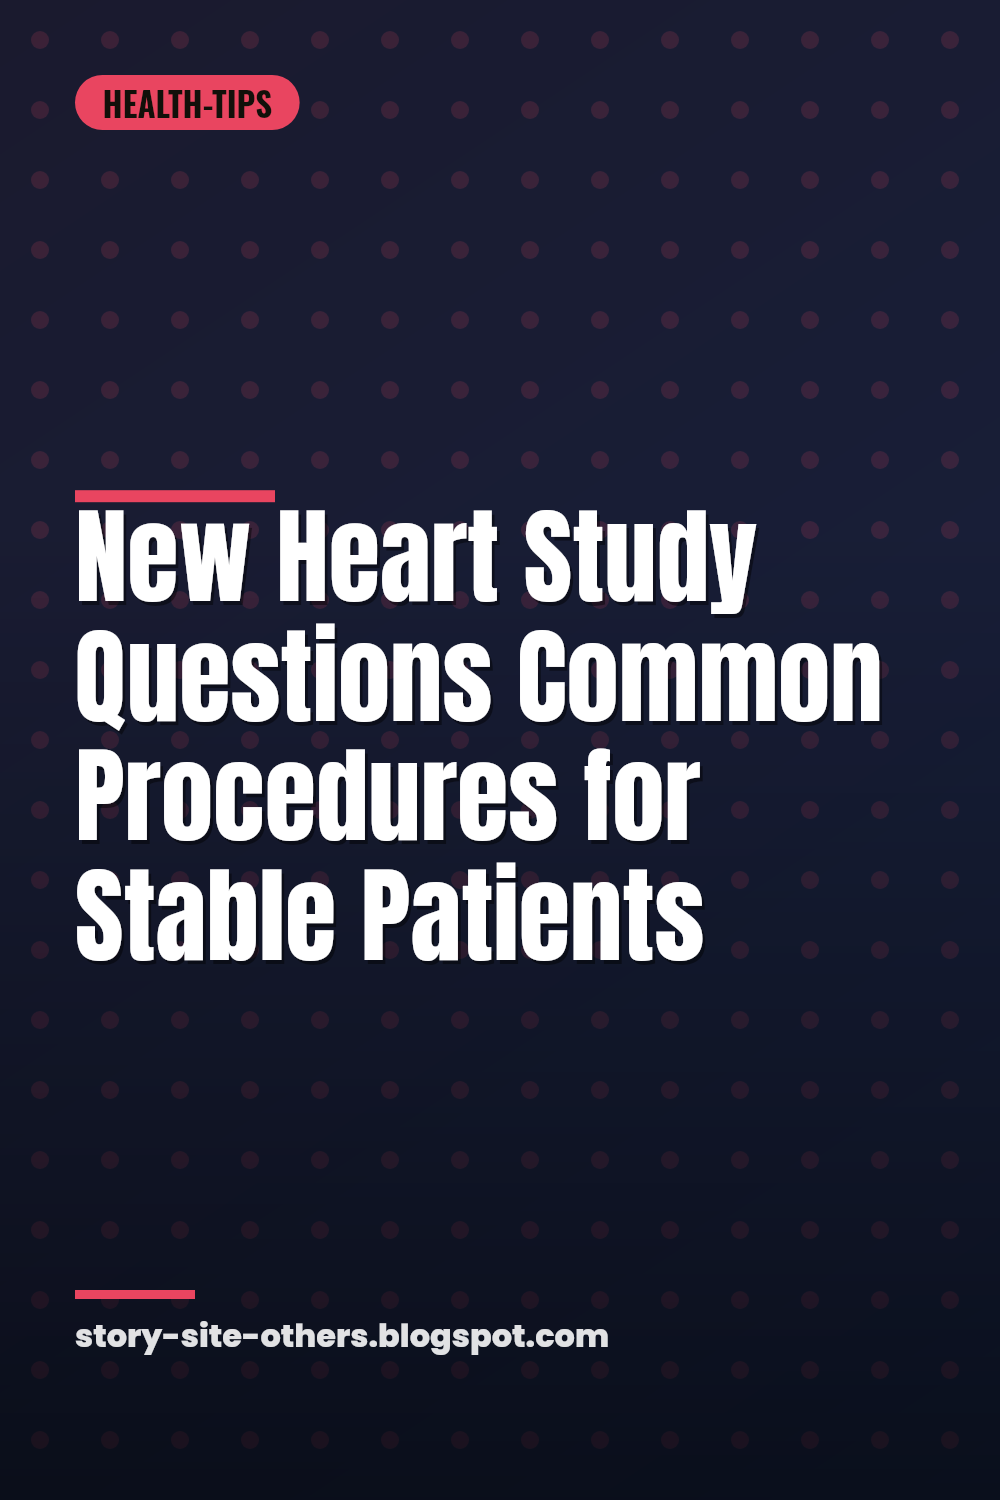 HEALTH-TIPS
New Heart Study
Questions Common
Procedures for
Stable Patients
story-site-others.blogspot.com